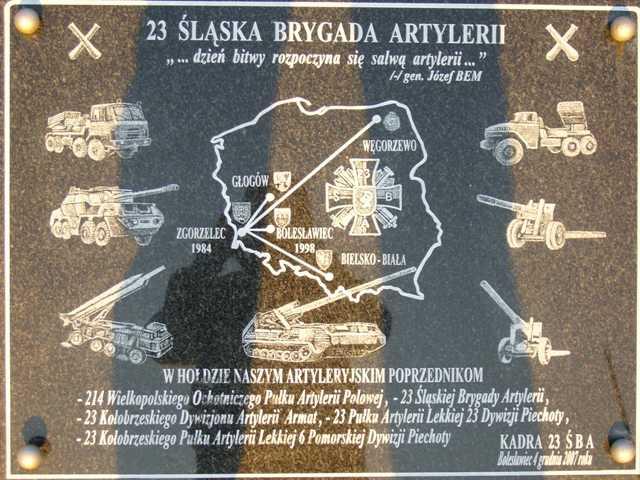 23 ŚLĄSKA BRYGADA ARTYLERII
„... dzień bitwy rozpoczyna się salwą artylerii...”
/-/ gen. Józef BEM
WĘGORZEWO
GŁOGÓW
23
Ś B
ZGORZELEC
1984
BOLESŁAWIEC
1998
BIELSKO-BIAŁA
W HOŁDZIE NASZYM ARTYLERYJSKIM POPRZEDNIKOM
- 214 Wielkopolskiego Ochotniczego Pułku Artylerii Polowej, - 23 Śląskiej Brygady Artylerii,
- 23 Kołobrzeskiego Dywizjonu Artylerii Armat, - 23 Pułku Artylerii Lekkiej 23 Dywizji Piechoty,
- 23 Kołobrzeskiego Pułku Artylerii Lekkiej 6 Pomorskiej Dywizji Piechoty
KADRA 23 ŚBA
Bolesławiec 4 grudnia 2007 roku